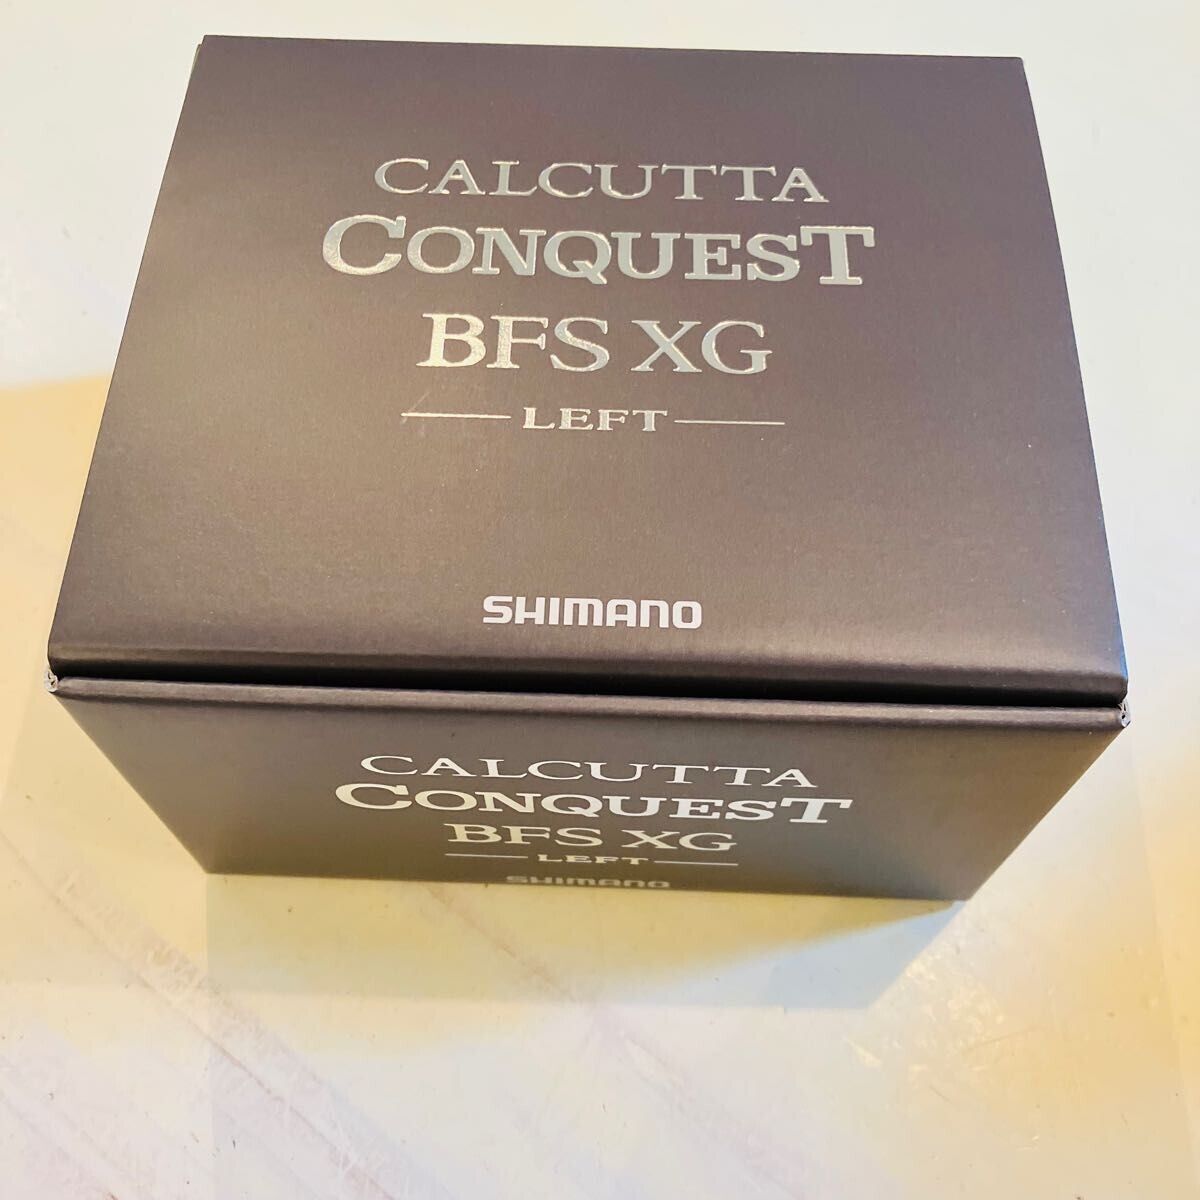 CALCUTTA
CONQUEST
BFS XG
LEFT
SHIMANO
CALCUTTA
CONQUEST
BFS XG
LEFT
SHIMANO